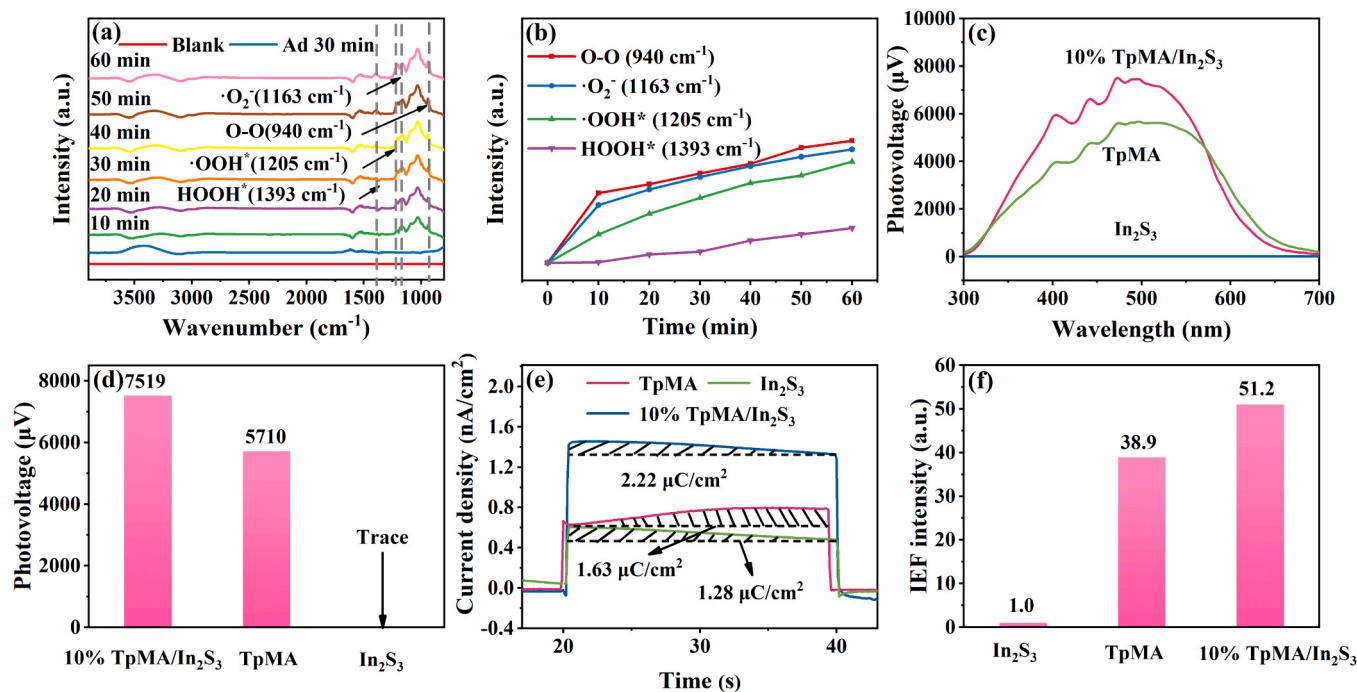 (a)
Blank
Ad 30 min
60 min
·O₂⁻(1163 cm⁻¹)
50 min
O-O(940 cm⁻¹)
40 min
·OOH*(1205 cm⁻¹)
30 min
HOOH*(1393 cm⁻¹)
20 min
10 min
Intensity (a.u.)
3500 3000 2500 2000 1500 1000
Wavenumber (cm⁻¹)
(b)
O-O (940 cm⁻¹)
·O₂⁻ (1163 cm⁻¹)
·OOH* (1205 cm⁻¹)
HOOH* (1393 cm⁻¹)
Intensity (a.u.)
0 10 20 30 40 50 60
Time (min)
(c)
10% TpMA/In₂S₃
TpMA
In₂S₃
Photovoltage (µV)
10000
8000
6000
4000
2000
0
300 400 500 600 700
Wavelength (nm)
(d)
7519
5710
Trace
Photovoltage (µV)
8000
6000
4000
2000
0
10% TpMA/In₂S₃ TpMA In₂S₃
(e)
TpMA In₂S₃
10% TpMA/In₂S₃
2.22 µC/cm²
1.63 µC/cm²
1.28 µC/cm²
Current density (nA/cm²)
2.0
1.6
1.2
0.8
0.4
0.0
-0.4
20 30 40
Time (s)
(f)
51.2
38.9
1.0
IEF intensity (a.u.)
60
50
40
30
20
10
0
In₂S₃ TpMA 10% TpMA/In₂S₃